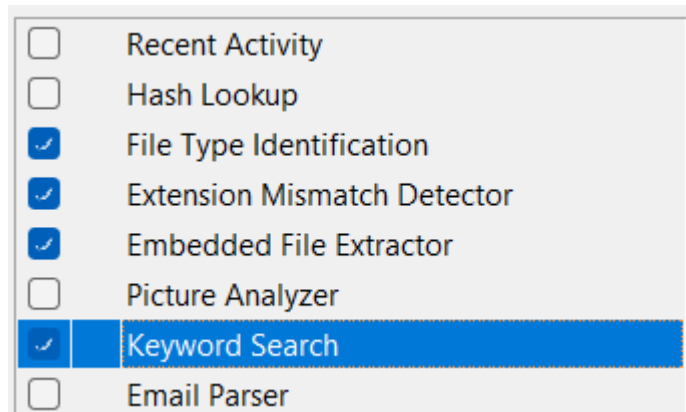 Recent Activity
Hash Lookup
File Type Identification
Extension Mismatch Detector
Embedded File Extractor
Picture Analyzer
Keyword Search
Email Parser